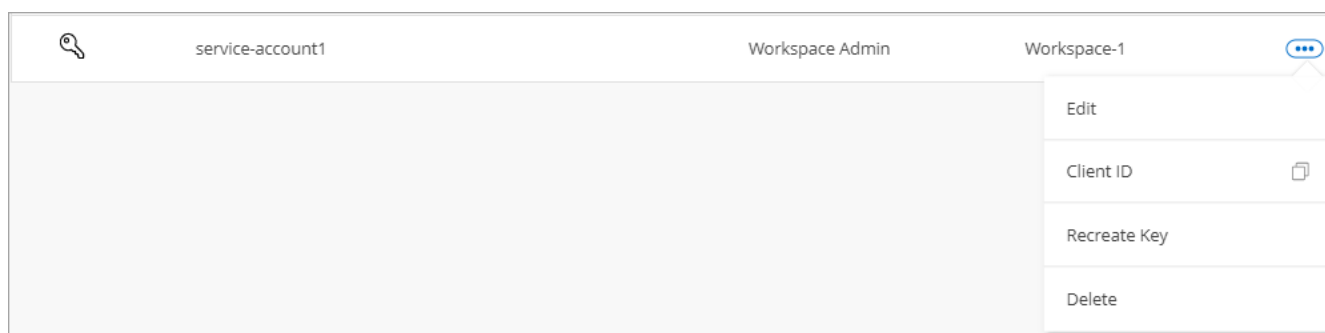 service-account1 Workspace Admin Workspace-1
Edit
Client ID
Recreate Key
Delete